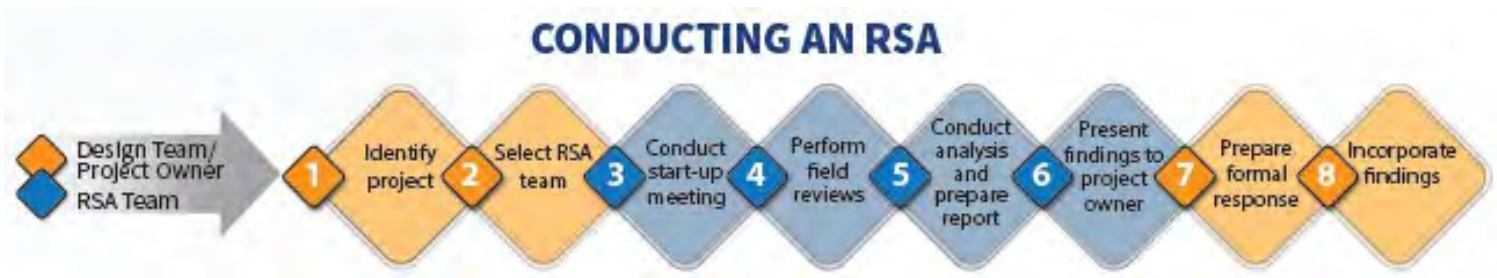 CONDUCTING AN RSA
Design Team/
Project Owner
RSA Team
1
Identify
project
2
Select RSA
team
3
Conduct
start-up
meeting
4
Perform
field
reviews
5
Conduct
analysis
and
prepare
report
6
Present
findings to
project
owner
7
Prepare
formal
response
8
Incorporate
findings